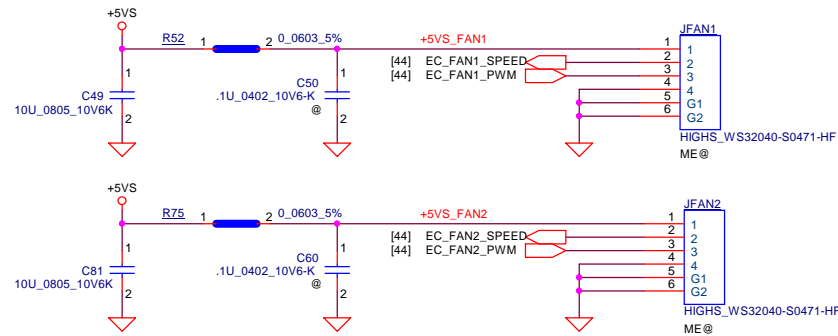 +5VS
R52 1 2 0_0603_5% +5VS_FAN1
[44] EC_FAN1_SPEED
[44] EC_FAN1_PWM
JFAN1
1 1
2 2
3 3
4 4
5 G1
6 G2
HIGHS_WS32040-S0471-HF
ME@
1
C49
10U_0805_10V6K
2
1
C50
.1U_0402_10V6-K
@
2
+5VS
R75 1 2 0_0603_5% +5VS_FAN2
[44] EC_FAN2_SPEED
[44] EC_FAN2_PWM
JFAN2
1 1
2 2
3 3
4 4
5 G1
6 G2
HIGHS_WS32040-S0471-HF
ME@
1
C81
10U_0805_10V6K
2
1
C60
.1U_0402_10V6-K
@
2